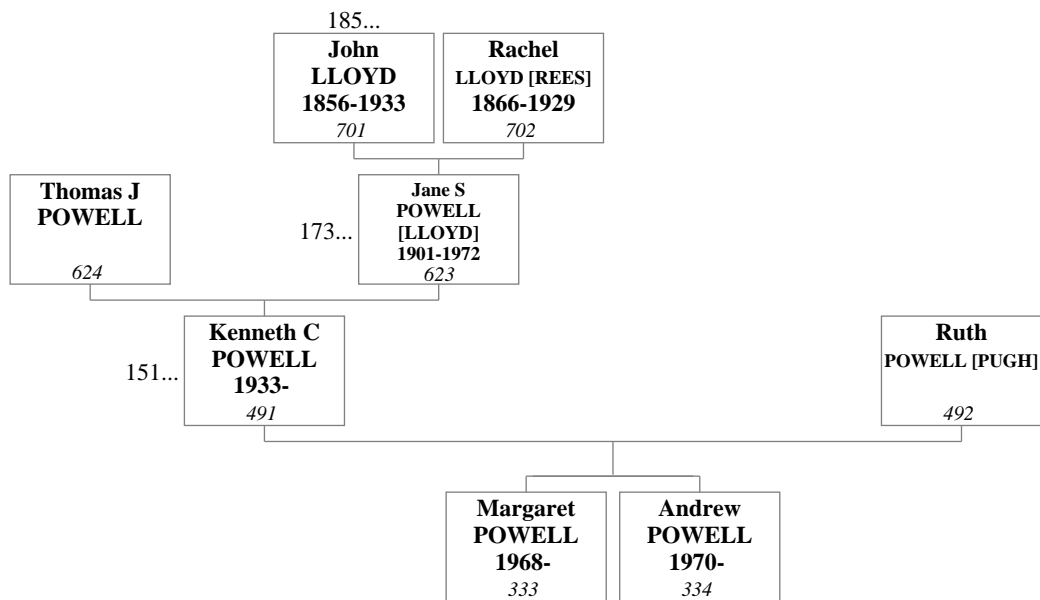 185...
John
LLOYD
1856-1933
701
Rachel
LLOYD [REES]
1866-1929
702
Thomas J
POWELL
624
173...
Jane S
POWELL
[LLOYD]
1901-1972
623
151...
Kenneth C
POWELL
1933-
491
Ruth
POWELL [PUGH]
492
Margaret
POWELL
1968-
333
Andrew
POWELL
1970-
334